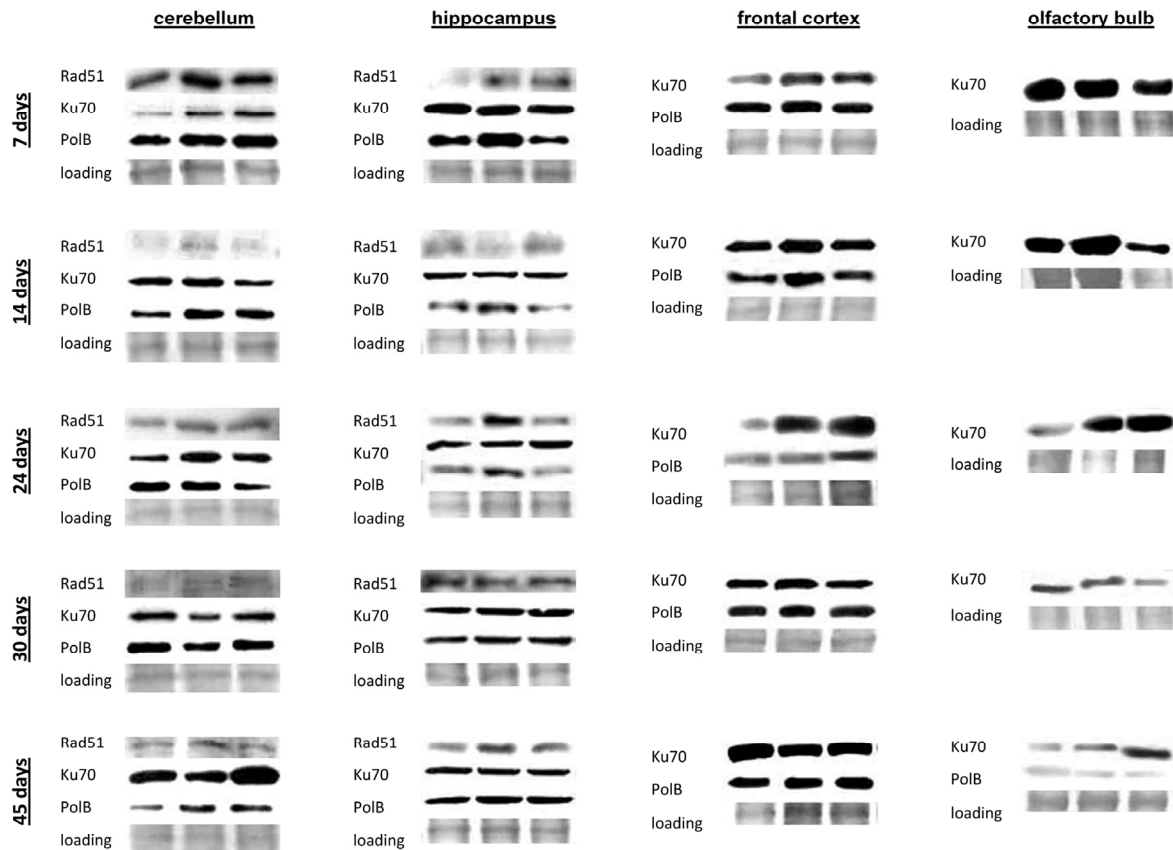 cerebellum hippocampus frontal cortex olfactory bulb
7 days
Rad51
Ku70
PolB
loading
Rad51
Ku70
PolB
loading
Ku70
PolB
loading
Ku70
loading
14 days
Rad51
Ku70
PolB
loading
Rad51
Ku70
PolB
loading
Ku70
PolB
loading
Ku70
loading
24 days
Rad51
Ku70
PolB
loading
Rad51
Ku70
PolB
loading
Ku70
PolB
loading
Ku70
loading
30 days
Rad51
Ku70
PolB
loading
Rad51
Ku70
PolB
loading
Ku70
PolB
loading
Ku70
loading
45 days
Rad51
Ku70
PolB
loading
Rad51
Ku70
PolB
loading
Ku70
PolB
loading
Ku70
PolB
loading